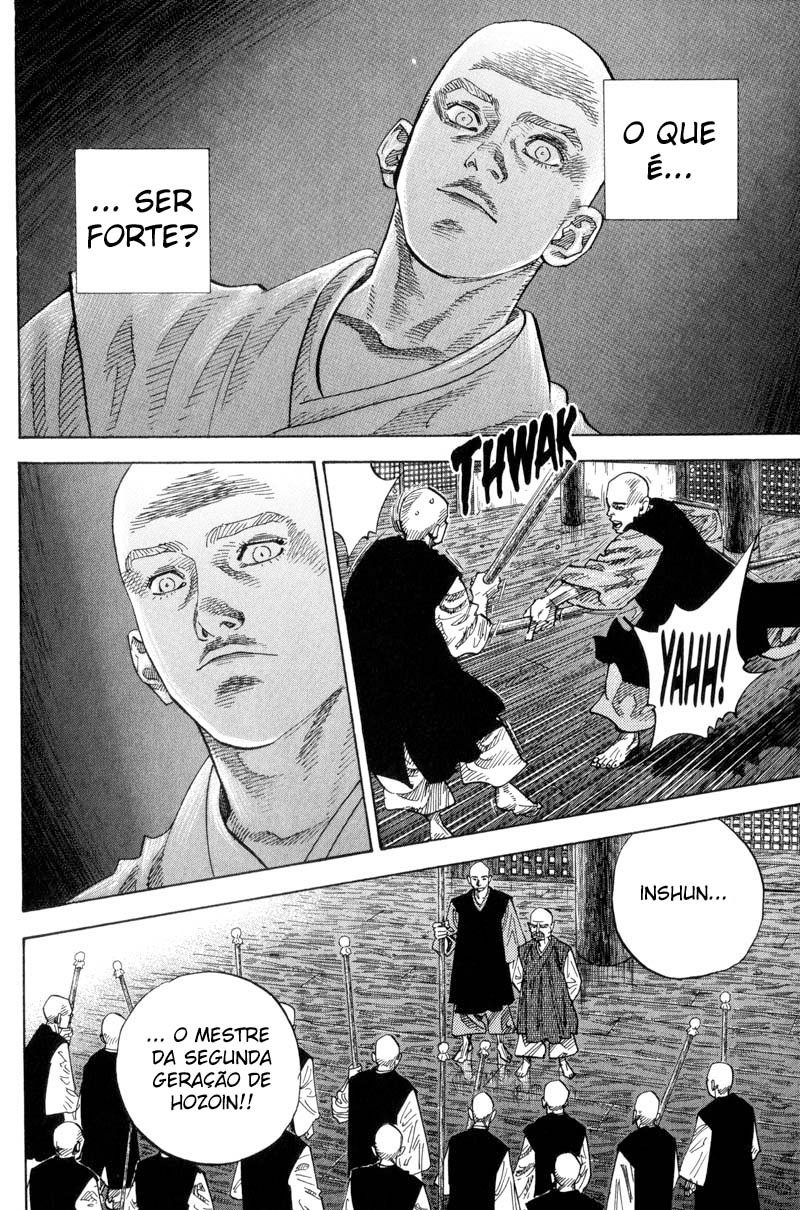 O QUE
É...
... SER
FORTE?
THWAK
YAHH!
INSHUN...
... O MESTRE
DA SEGUNDA
GERAÇÃO DE
HOZOIN!!